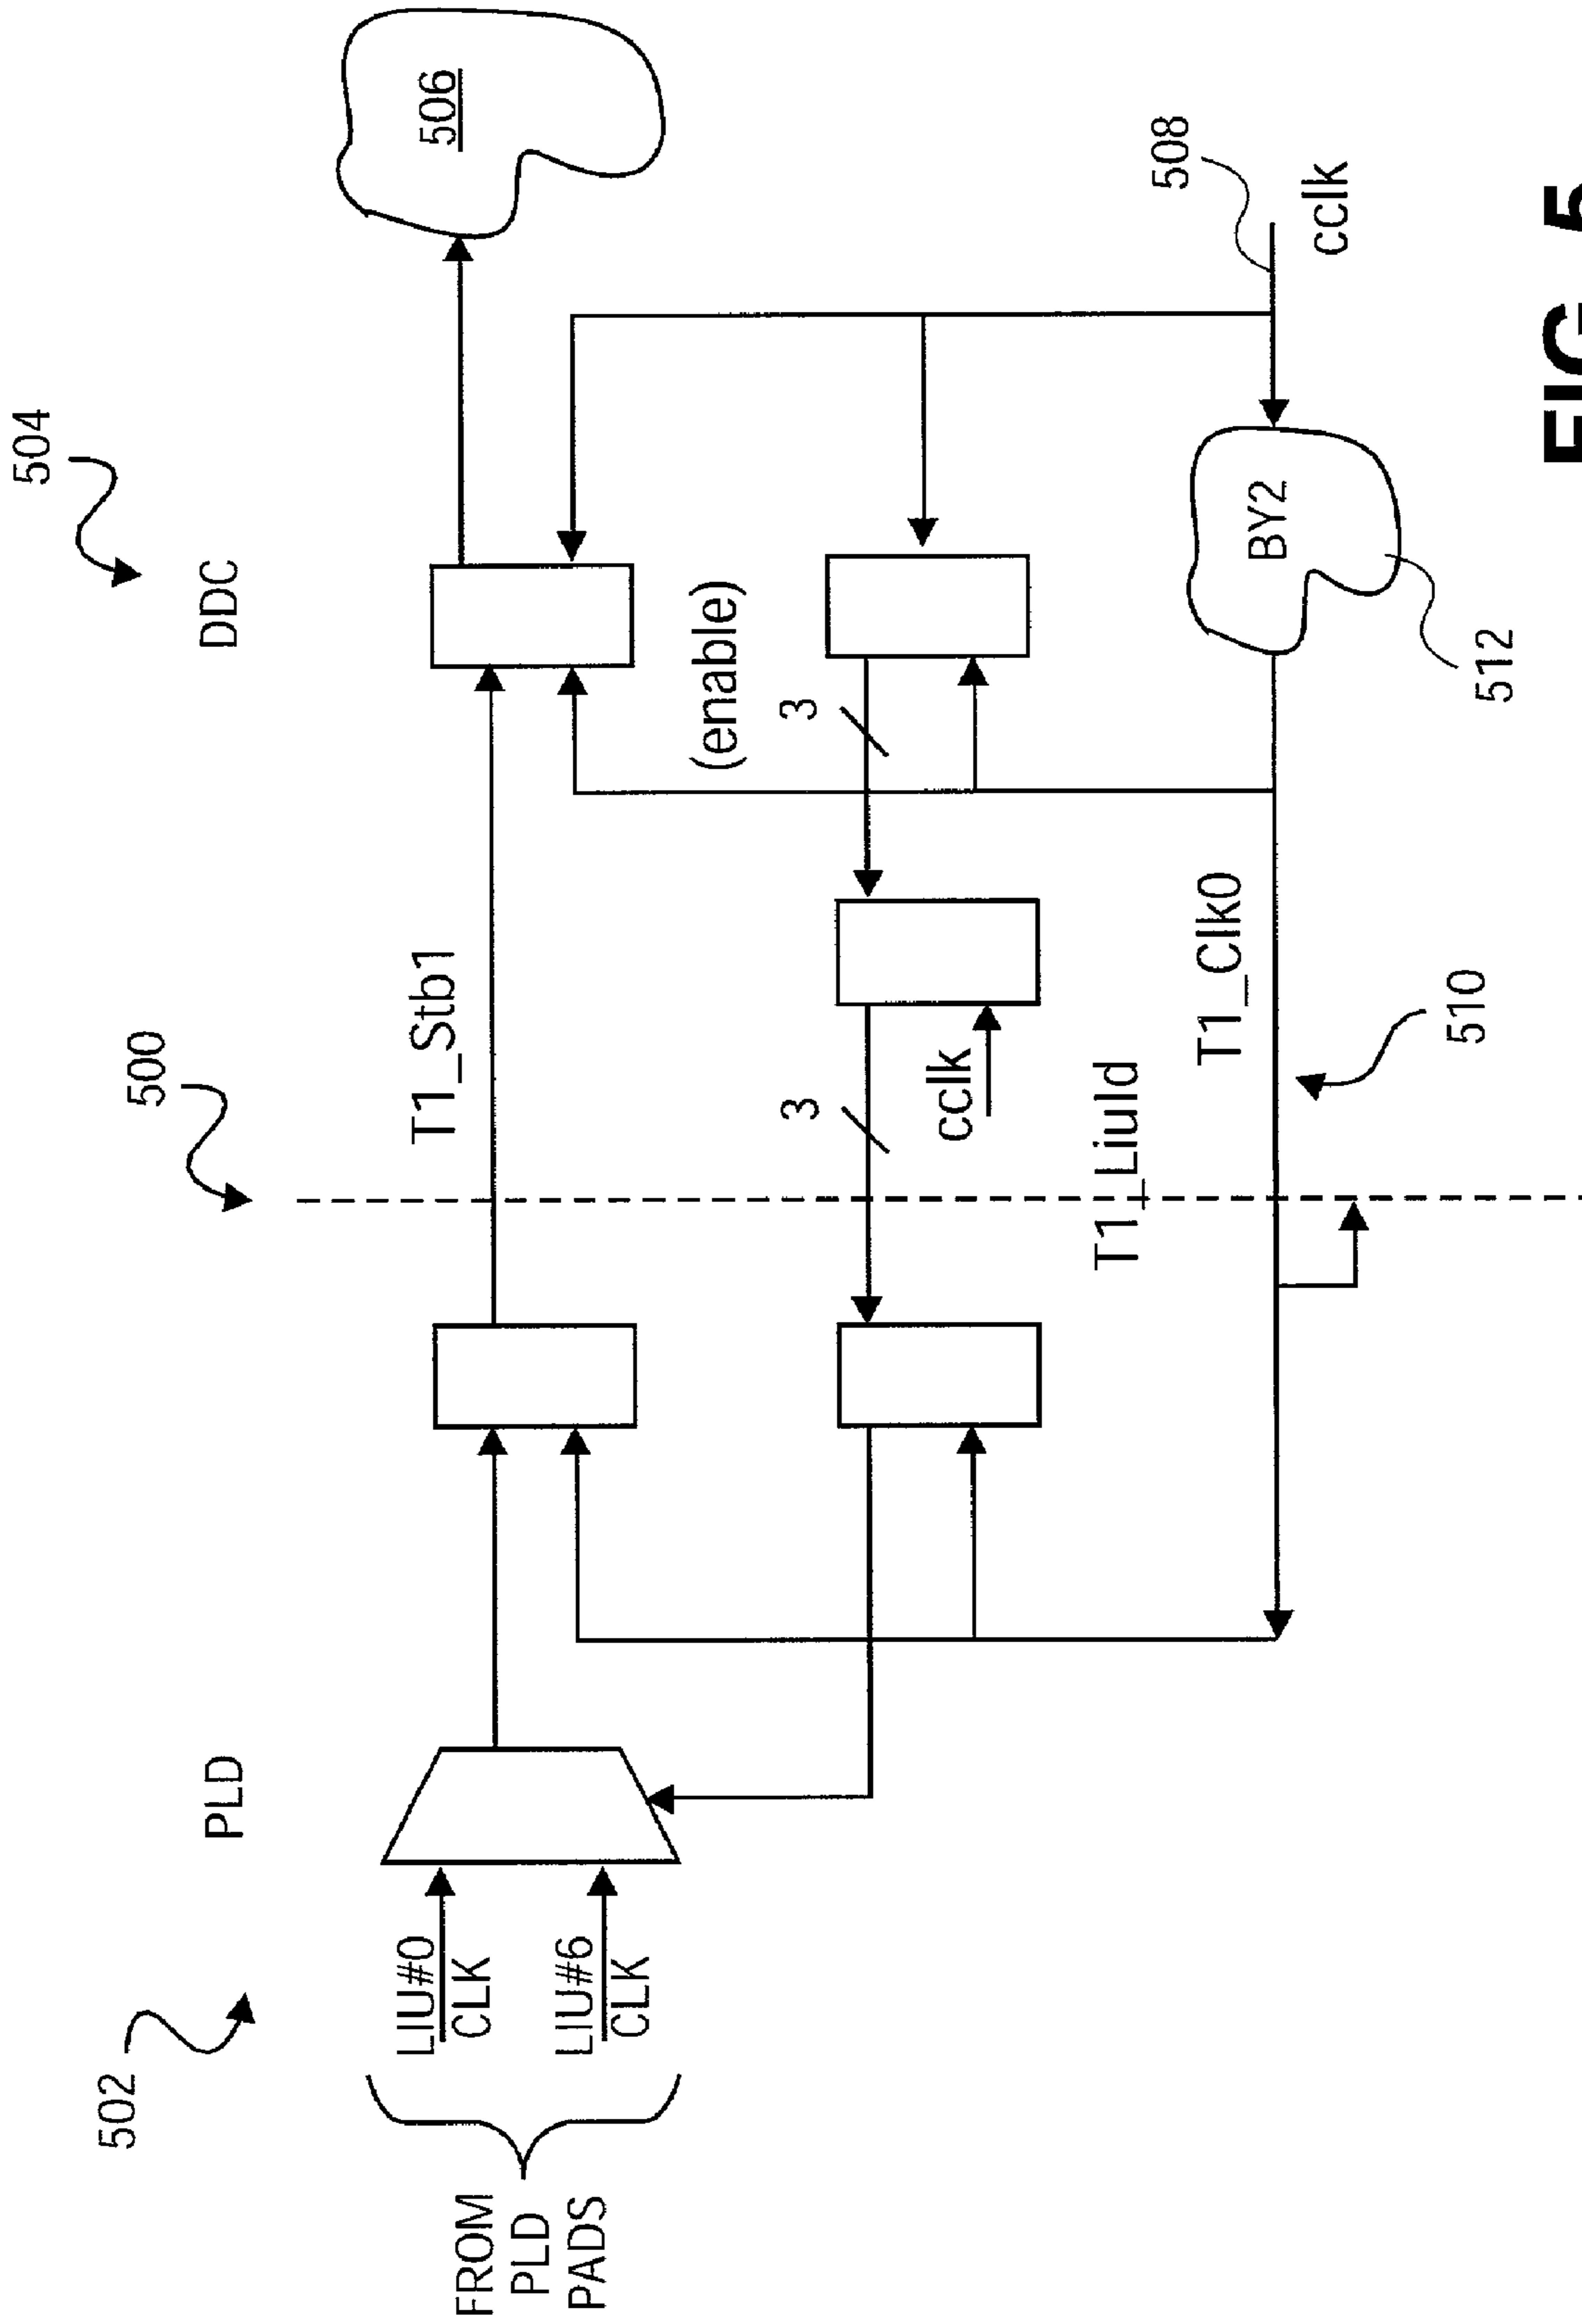 502
PLD
500
504
DDC
506
FROM
PLD
PADS
LIU#0
CLK
LIU#6
CLK
T1_Stb1
(enable)
3
3
cclk
T1_LiuId
T1_Clk0
510
BY2
512
508
cclk
FIG. 5